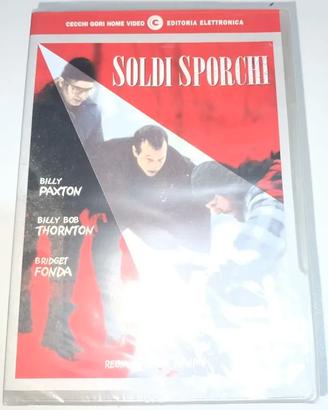 CECCHI GORI HOME VIDEO C EDITORIA ELETTRONICA
SOLDI SPORCHI
BILLY
PAXTON
BILLY BOB
THORNTON
BRIDGET
FONDA